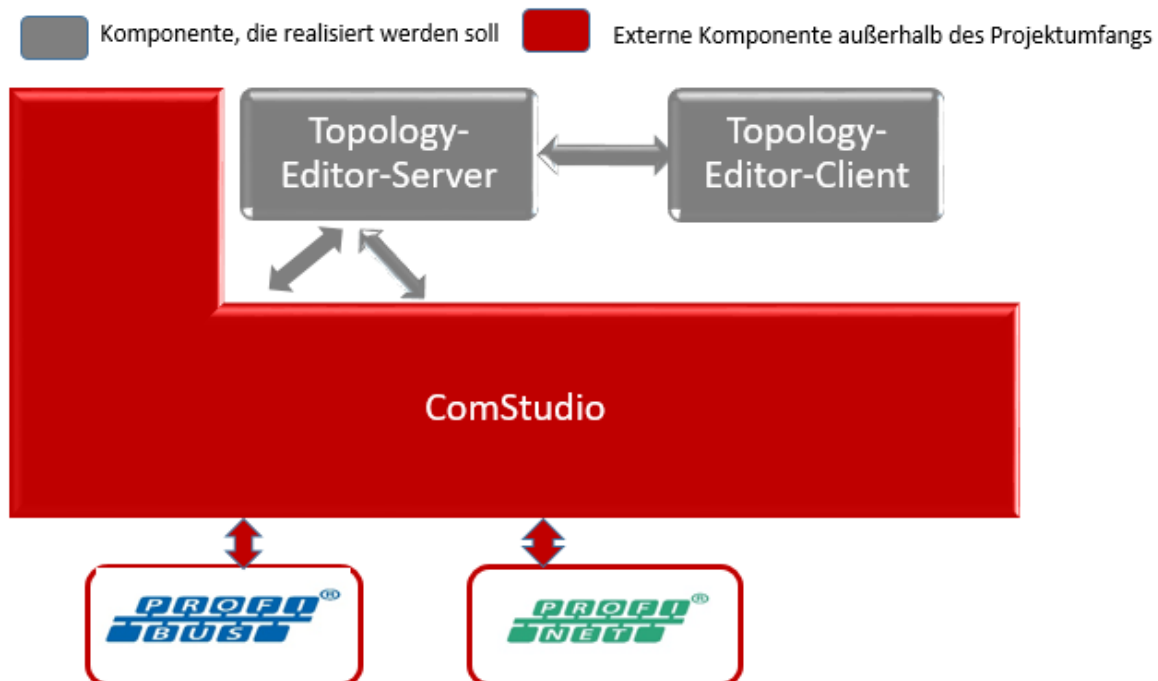 Komponente, die realisiert werden soll
Externe Komponente außerhalb des Projektumfangs
Topology-
Editor-Server
Topology-
Editor-Client
ComStudio
PROFI®
BUS
PROFI®
NET